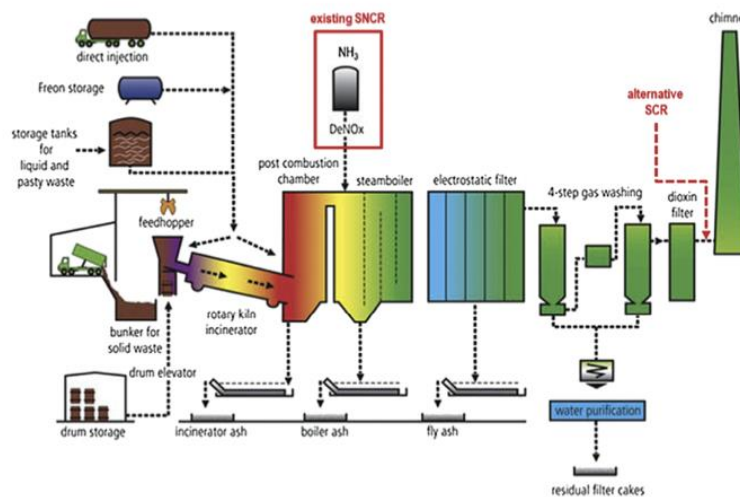 existing SNCR
chimne
direct injection
NH3
Freon storage
alternative
SCR
DeNOx
storage tanks
for
liquid and
pasty waste
post combustion
chamber
steamboiler
electrostatic filter
4-step gas washing
dioxin
filter
feedhopper
rotary kiln
incinerator
bunker for
solid waste
drum elevator
drum storage
incinerator ash
boiler ash
fly ash
water purification
residual filter cakes